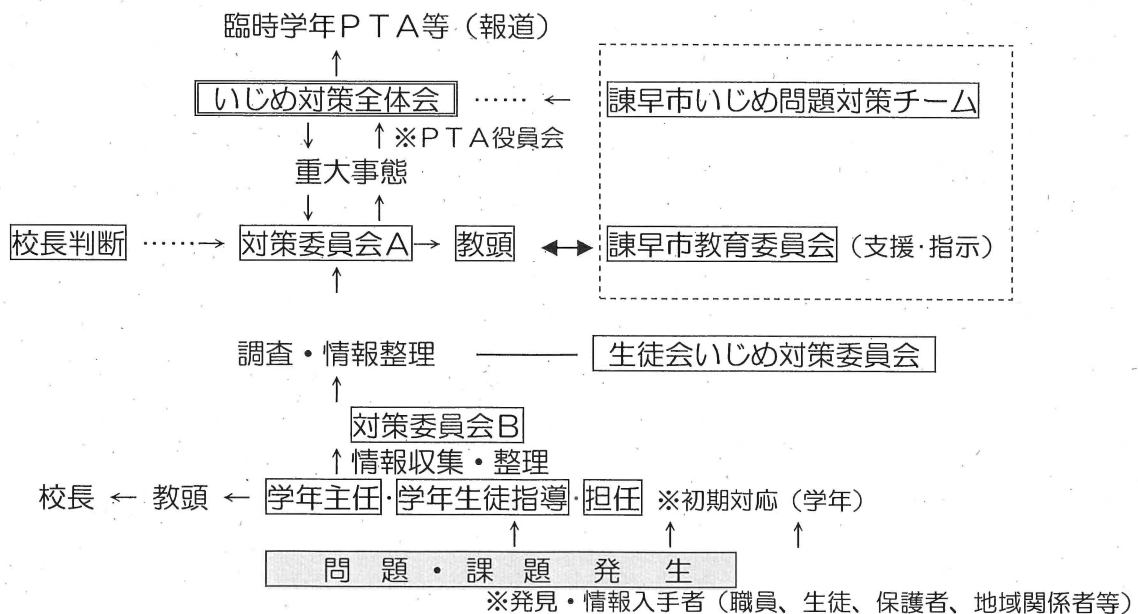 臨時学年ＰＴＡ等（報道）
↑
いじめ対策全体会 …… ← 諫早市いじめ問題対策チーム
↓ ↑ ※ＰＴＡ役員会
重大事態
↓ ↑
校長判断 ……→ 対策委員会Ａ → 教頭 ↔ 諫早市教育委員会（支援・指示）
↑
調査・情報整理 ─── 生徒会いじめ対策委員会
↑
対策委員会Ｂ
↑情報収集・整理
校長 ← 教頭 ← 学年主任・学年生徒指導・担任 ※初期対応（学年）
↑ ↑ ↑
問 題 ・ 課 題 発 生
※発見・情報入手者（職員、生徒、保護者、地域関係者等）